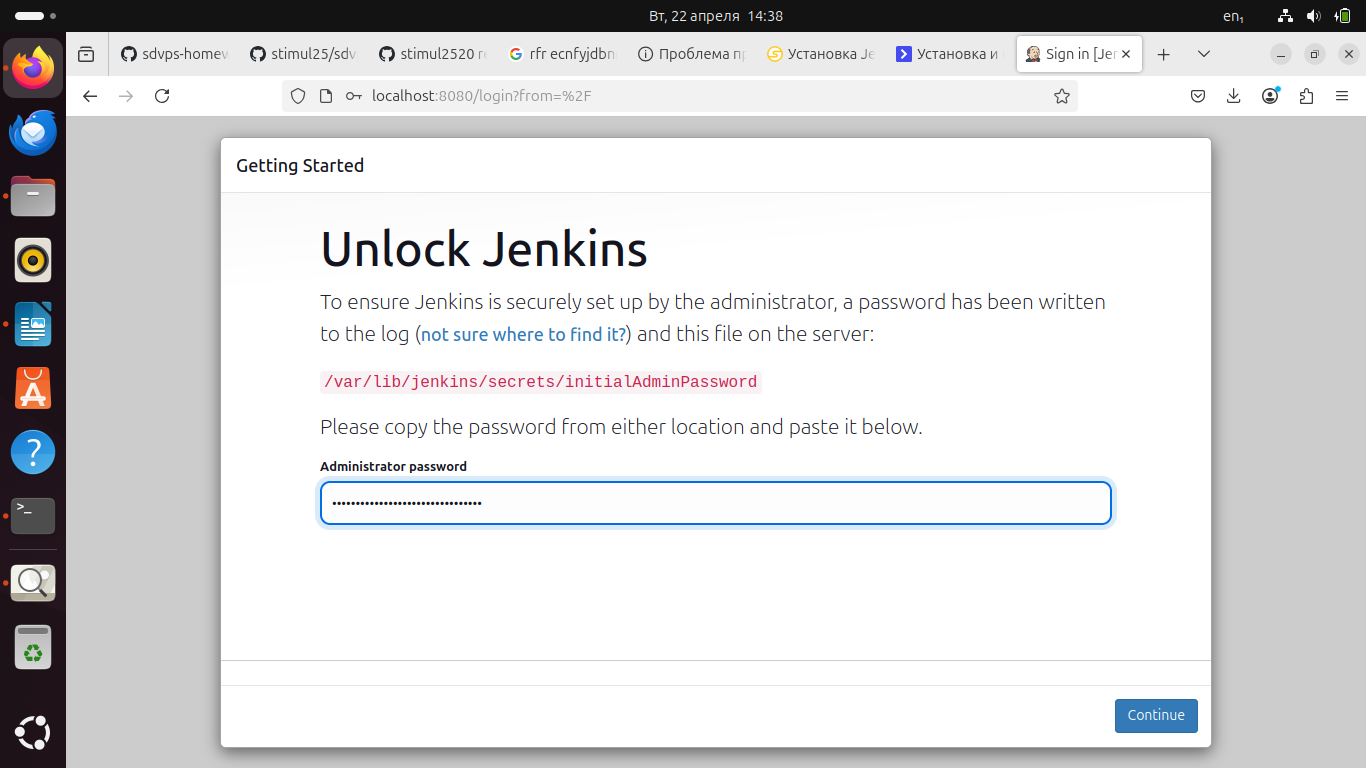 Вт, 22 апреля 14:38
en₁
sdvps-homew
stimul25/sdv
stimul2520 re
rfr ecnfyjdbn
Проблема пр
Установка Je
Установка и
Sign in [Jen
localhost:8080/login?from=%2F
Getting Started
Unlock Jenkins
To ensure Jenkins is securely set up by the administrator, a password has been written
to the log (not sure where to find it?) and this file on the server:
/var/lib/jenkins/secrets/initialAdminPassword
Please copy the password from either location and paste it below.
Administrator password
Continue